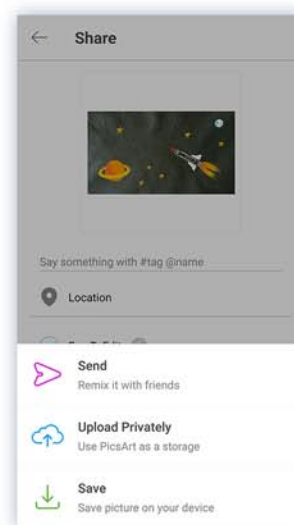 Share
Say something with #tag @name
Location
Send
Remix it with friends
Upload Privately
Use PicsArt as a storage
Save
Save picture on your device